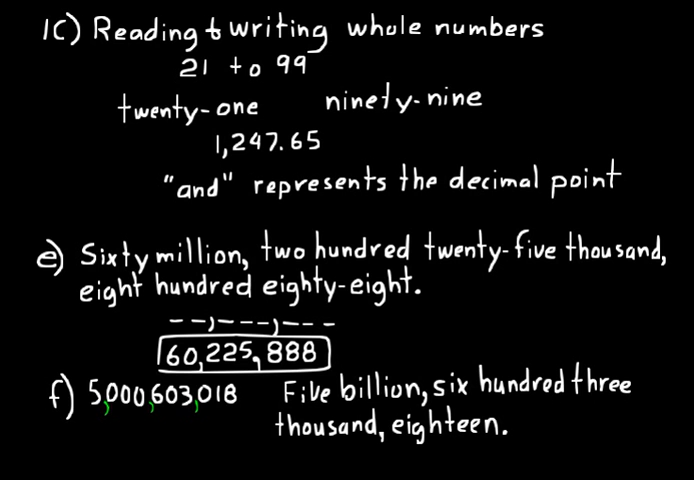 1C) Reading & writing whole numbers
21 to 99
twenty-one ninety-nine
1,247.65
"and" represents the decimal point
e) Sixty million, two hundred twenty-five thousand,
eight hundred eighty-eight.
_ _,_ _ _,_ _ _
60,225,888
f) 5,000,603,018 Five billion, six hundred three
thousand, eighteen.